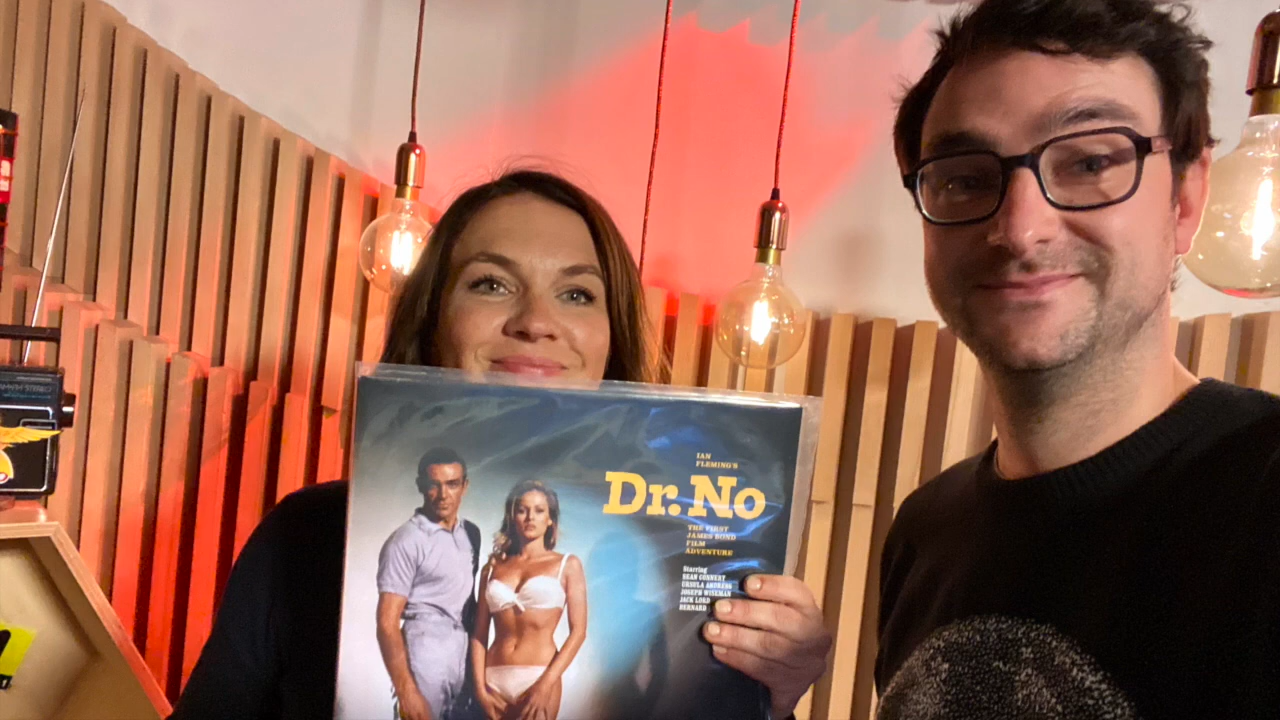 IAN
FLEMING'S
Dr. No
THE FIRST
JAMES BOND
FILM
ADVENTURE
Starring
SEAN CONNERY
URSULA ANDRESS
JOSEPH WISEMAN
JACK LORD
BERNARD